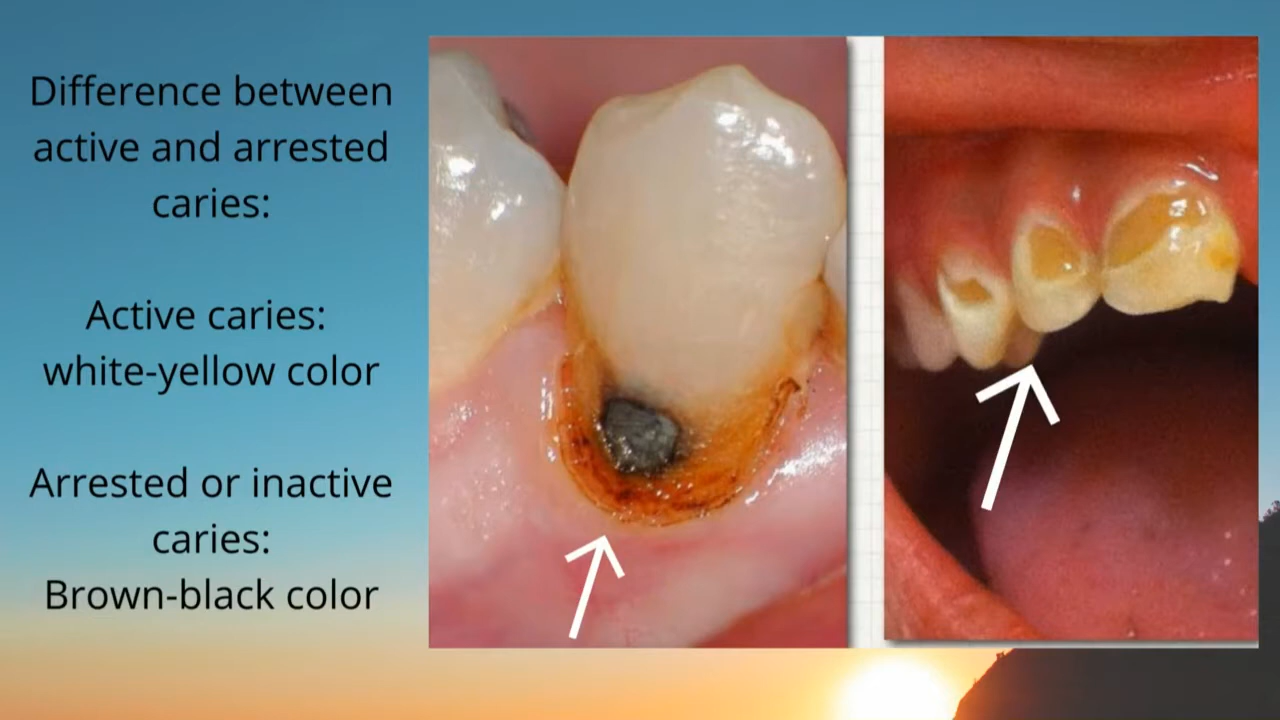 Difference between
active and arrested
caries:
Active caries:
white-yellow color
Arrested or inactive
caries:
Brown-black color